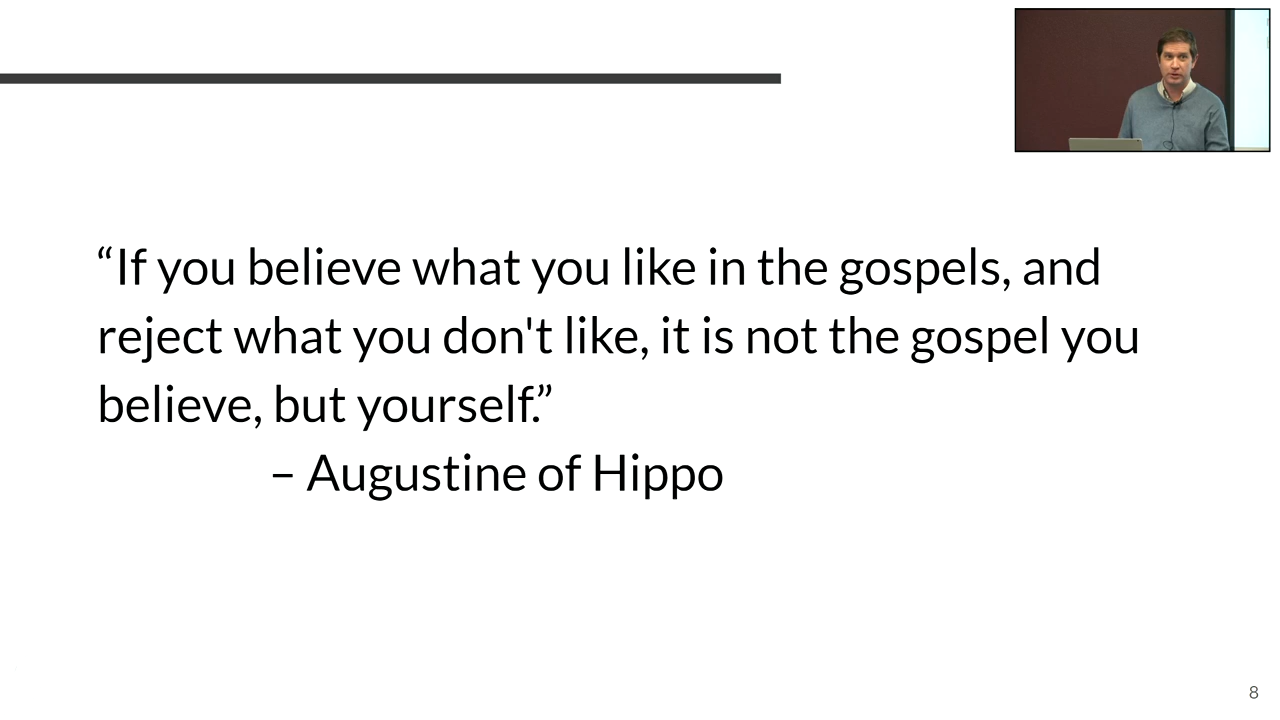 “If you believe what you like in the gospels, and
reject what you don't like, it is not the gospel you
believe, but yourself.”
– Augustine of Hippo
8